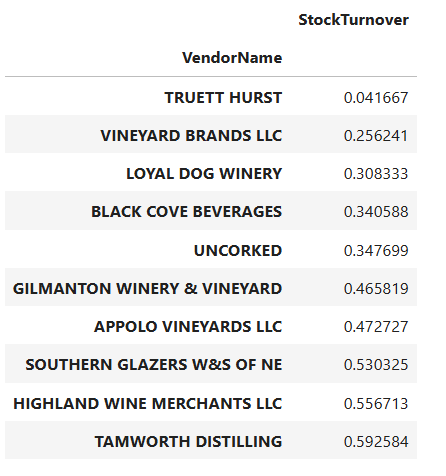 StockTurnover
VendorName
TRUETT HURST 0.041667
VINEYARD BRANDS LLC 0.256241
LOYAL DOG WINERY 0.308333
BLACK COVE BEVERAGES 0.340588
UNCORKED 0.347699
GILMANTON WINERY & VINEYARD 0.465819
APPOLO VINEYARDS LLC 0.472727
SOUTHERN GLAZERS W&S OF NE 0.530325
HIGHLAND WINE MERCHANTS LLC 0.556713
TAMWORTH DISTILLING 0.592584